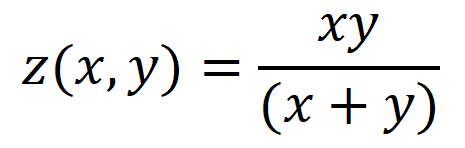 z(x, y) = xy / (x + y)